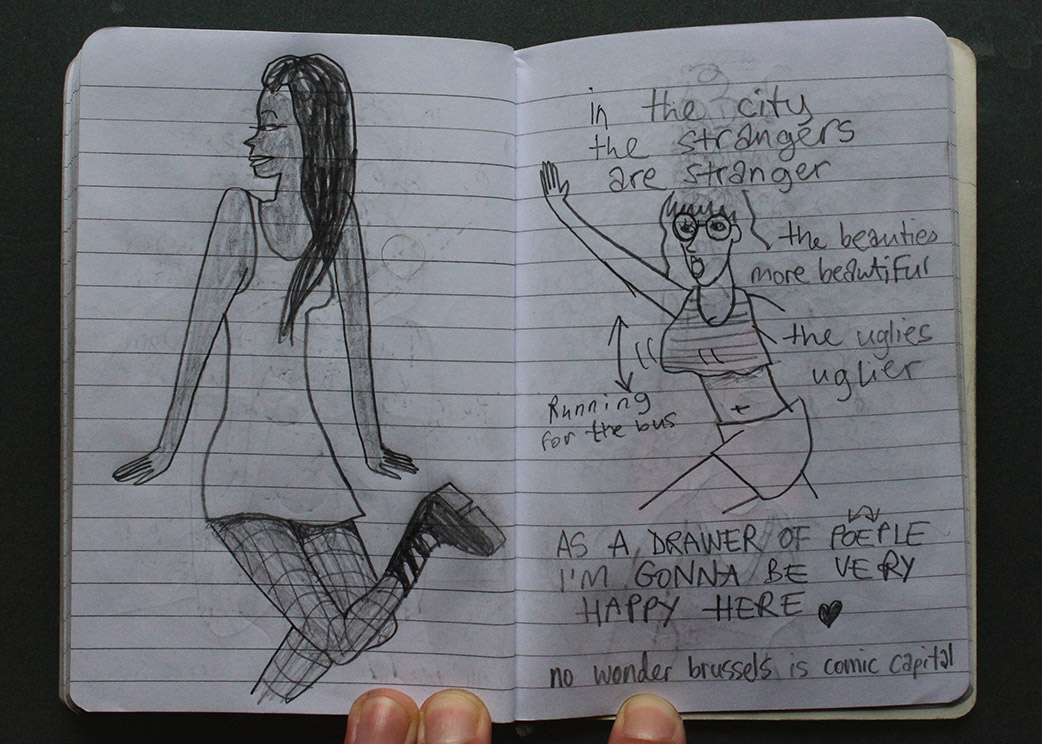 in the city
the strangers
are stranger
the beauties
more beautiful
the uglies
uglier
Running
for the bus
AS A DRAWER OF POEPLE
I'M GONNA BE VERY
HAPPY HERE ♥
no wonder brussels is comic capital